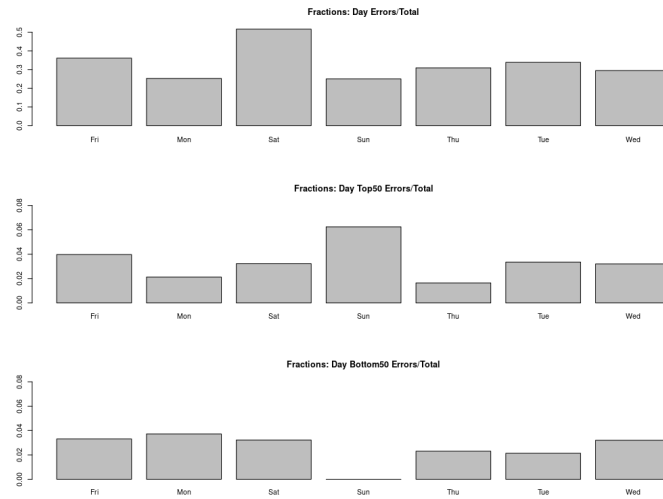 Fractions: Day Errors/Total
0.5
0.4
0.3
0.2
0.1
0.0
Fri Mon Sat Sun Thu Tue Wed
Fractions: Day Top50 Errors/Total
0.08
0.06
0.04
0.02
0.00
Fri Mon Sat Sun Thu Tue Wed
Fractions: Day Bottom50 Errors/Total
0.08
0.06
0.04
0.02
0.00
Fri Mon Sat Sun Thu Tue Wed